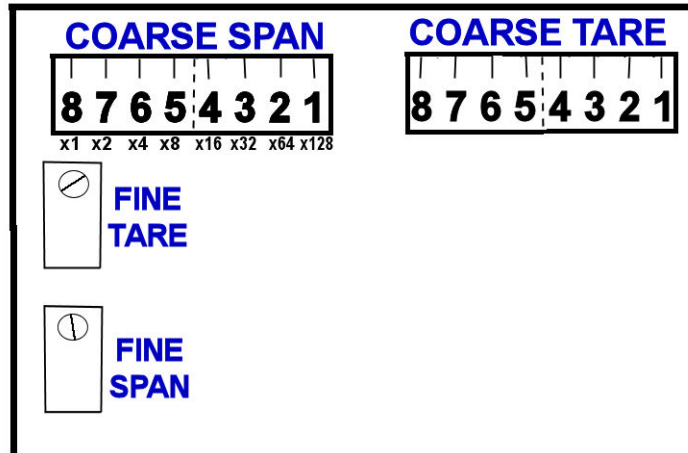 COARSE SPAN
8 7 6 5 4 3 2 1
x1 x2 x4 x8 x16 x32 x64 x128
COARSE TARE
8 7 6 5 4 3 2 1
FINE
TARE
FINE
SPAN